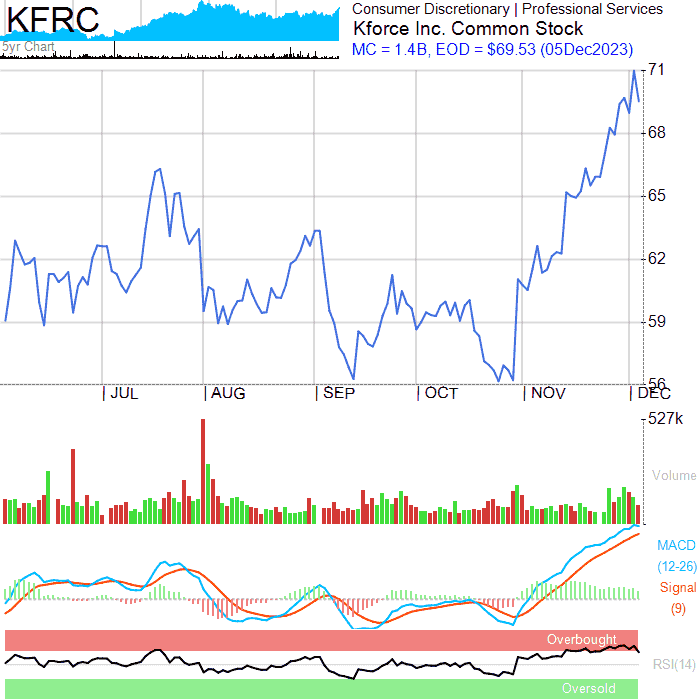 KFRC
5yr Chart
Consumer Discretionary | Professional Services
Kforce Inc. Common Stock
MC = 1.4B, EOD = $69.53 (05Dec2023)
71
68
65
62
59
56
| JUL
| AUG
| SEP
| OCT
| NOV
| DEC
527k
Volume
MACD
(12-26)
Signal
(9)
Overbought
RSI(14)
Oversold